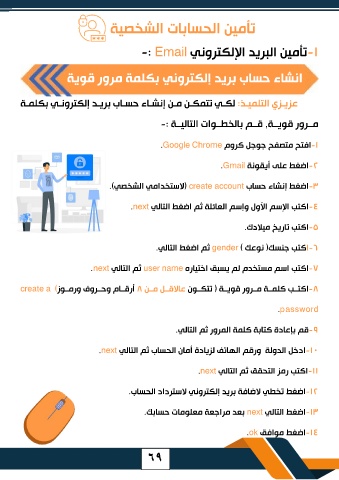 تأمين الحسابات الشخصية
١-تأمين البريد الإلكتروني Email :-
انشاء حساب بريد إلكتروني بكلمة مرور قوية
عزيزي التلميذ: لكي تتمكن من إنشاء حساب بريد إلكتروني بكلمة
مرور قوية, قم بالخطوات التالية :-
١-افتح متصفح جوجل كروم Google Chrome.
٢-اضغط على أيقونة Gmail.
٣-اضغط إنشاء حساب create account (لاستخدامي الشخصي).
٤-اكتب الإسم الأول وإسم العائلة ثم اضغط التالي next.
٥-اكتب تاريخ ميلادك.
٦-اكتب جنسك( نوعك ) gender ثم اضغط التالي.
٧-اكتب اسم مستخدم لم يسبق اختياره user name ثم التالي next.
٨-اكتب كلمة مرور قوية ( تتكون عالاقل من ٨ أرقام وحروف ورموز) create a
password.
٩-قم بإعادة كتابة كلمة المرور ثم التالي.
١٠-ادخل الدولة ورقم الهاتف لزيادة أمان الحساب ثم التالي next.
١١-اكتب رمز التحقق ثم التالي next.
١٢-اضغط تخطي لاضافة بريد إلكتروني لاسترداد الحساب.
١٣-اضغط التالي next بعد مراجعة معلومات حسابك.
١٤-اضغط موافق ok.
٦٩